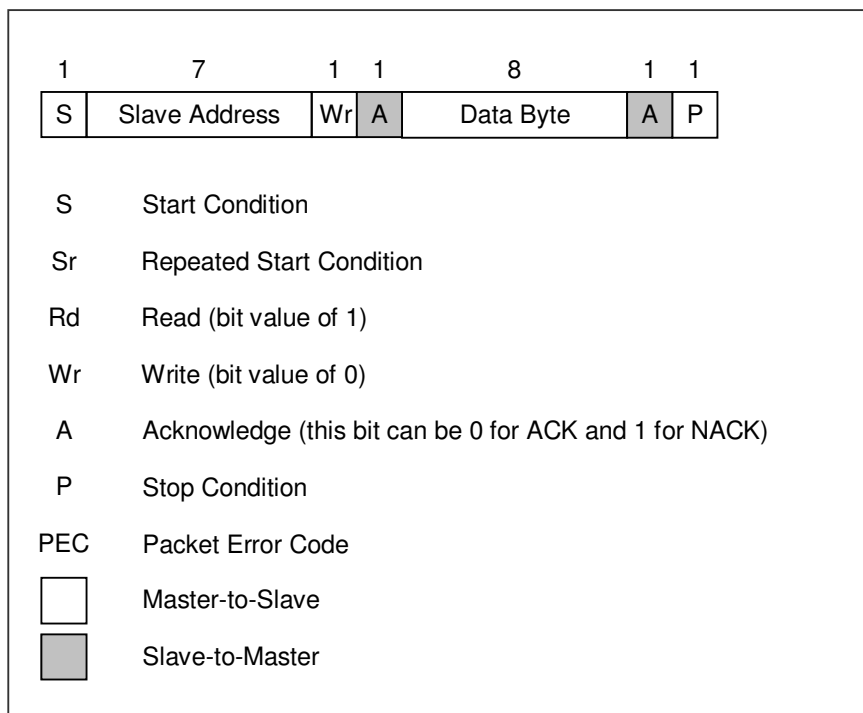 1 7 1 1 8 1 1
S Slave Address Wr A Data Byte A P
S Start Condition
Sr Repeated Start Condition
Rd Read (bit value of 1)
Wr Write (bit value of 0)
A Acknowledge (this bit can be 0 for ACK and 1 for NACK)
P Stop Condition
PEC Packet Error Code
Master-to-Slave
Slave-to-Master